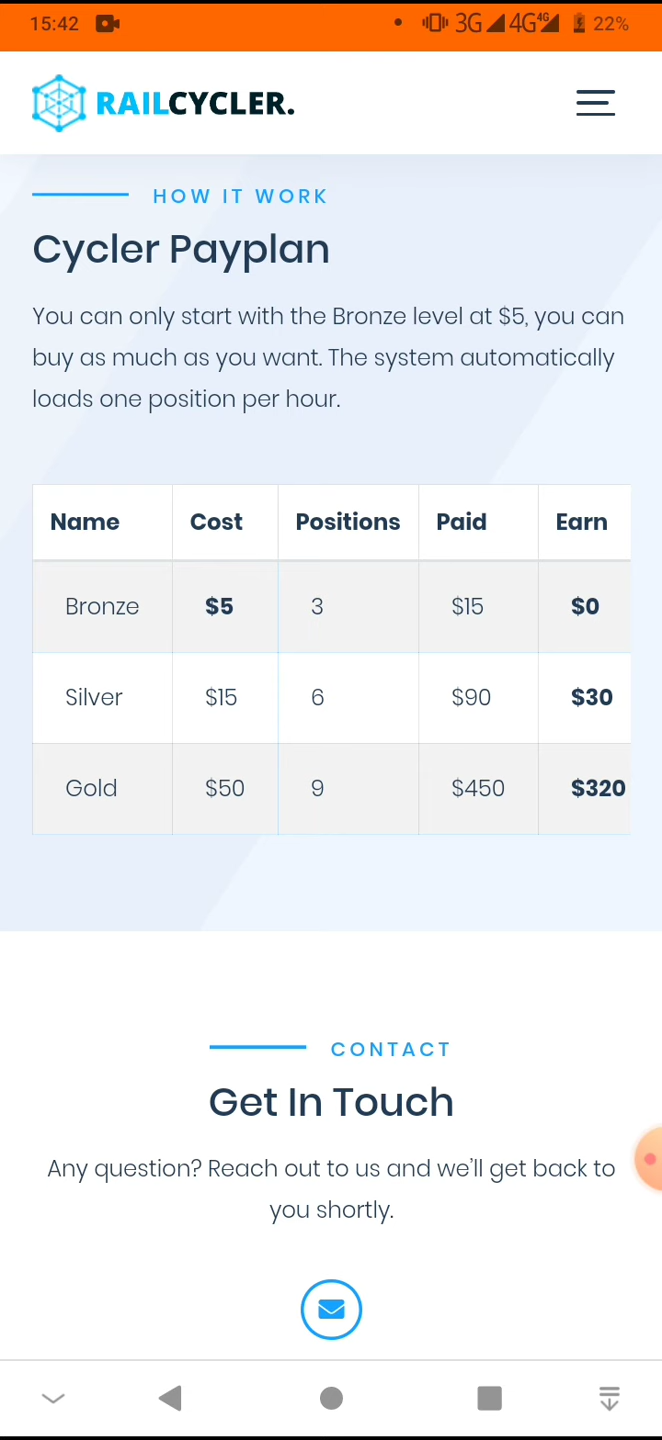 15:42 3G 4G 4G 22%
RAILCYCLER.
HOW IT WORK
Cycler Payplan
You can only start with the Bronze level at $5, you can
buy as much as you want. The system automatically
loads one position per hour.
Name Cost Positions Paid Earn
Bronze $5 3 $15 $0
Silver $15 6 $90 $30
Gold $50 9 $450 $320
CONTACT
Get In Touch
Any question? Reach out to us and we'll get back to
you shortly.